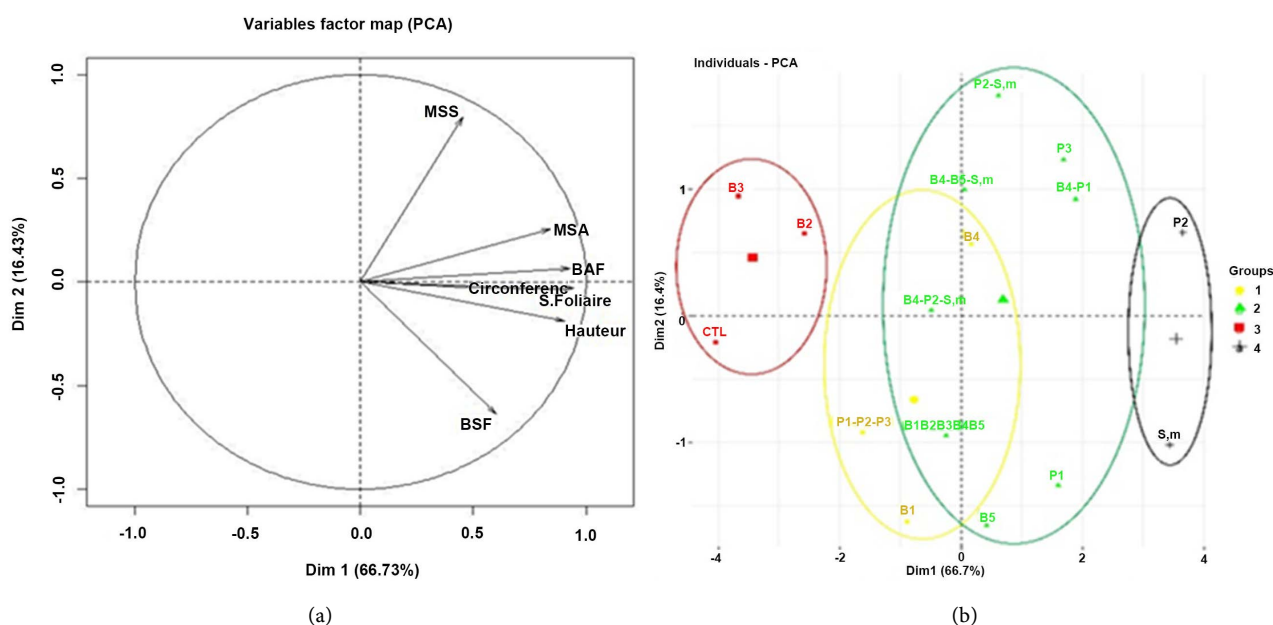 Variables factor map (PCA)
1.0
0.5
0.0
-0.5
-1.0
Dim 2 (16.43%)
MSS
MSA
BAF
Circonferenc
S.Foliaire
Hauteur
BSF
-1.0
-0.5
0.0
0.5
1.0
Dim 1 (66.73%)
(a)
Individuals - PCA
P2-S,m
P3
B4-B5-S,m
B4-P1
B3
B2
B4
P2
B4-P2-S,m
CTL
P1-P2-P3
B1B2B3B4B5
S,m
P1
B1
B5
1
0
-1
Dim2 (16.4%)
-4
-2
0
2
4
Dim1 (66.7%)
Groups
1
2
3
4
(b)